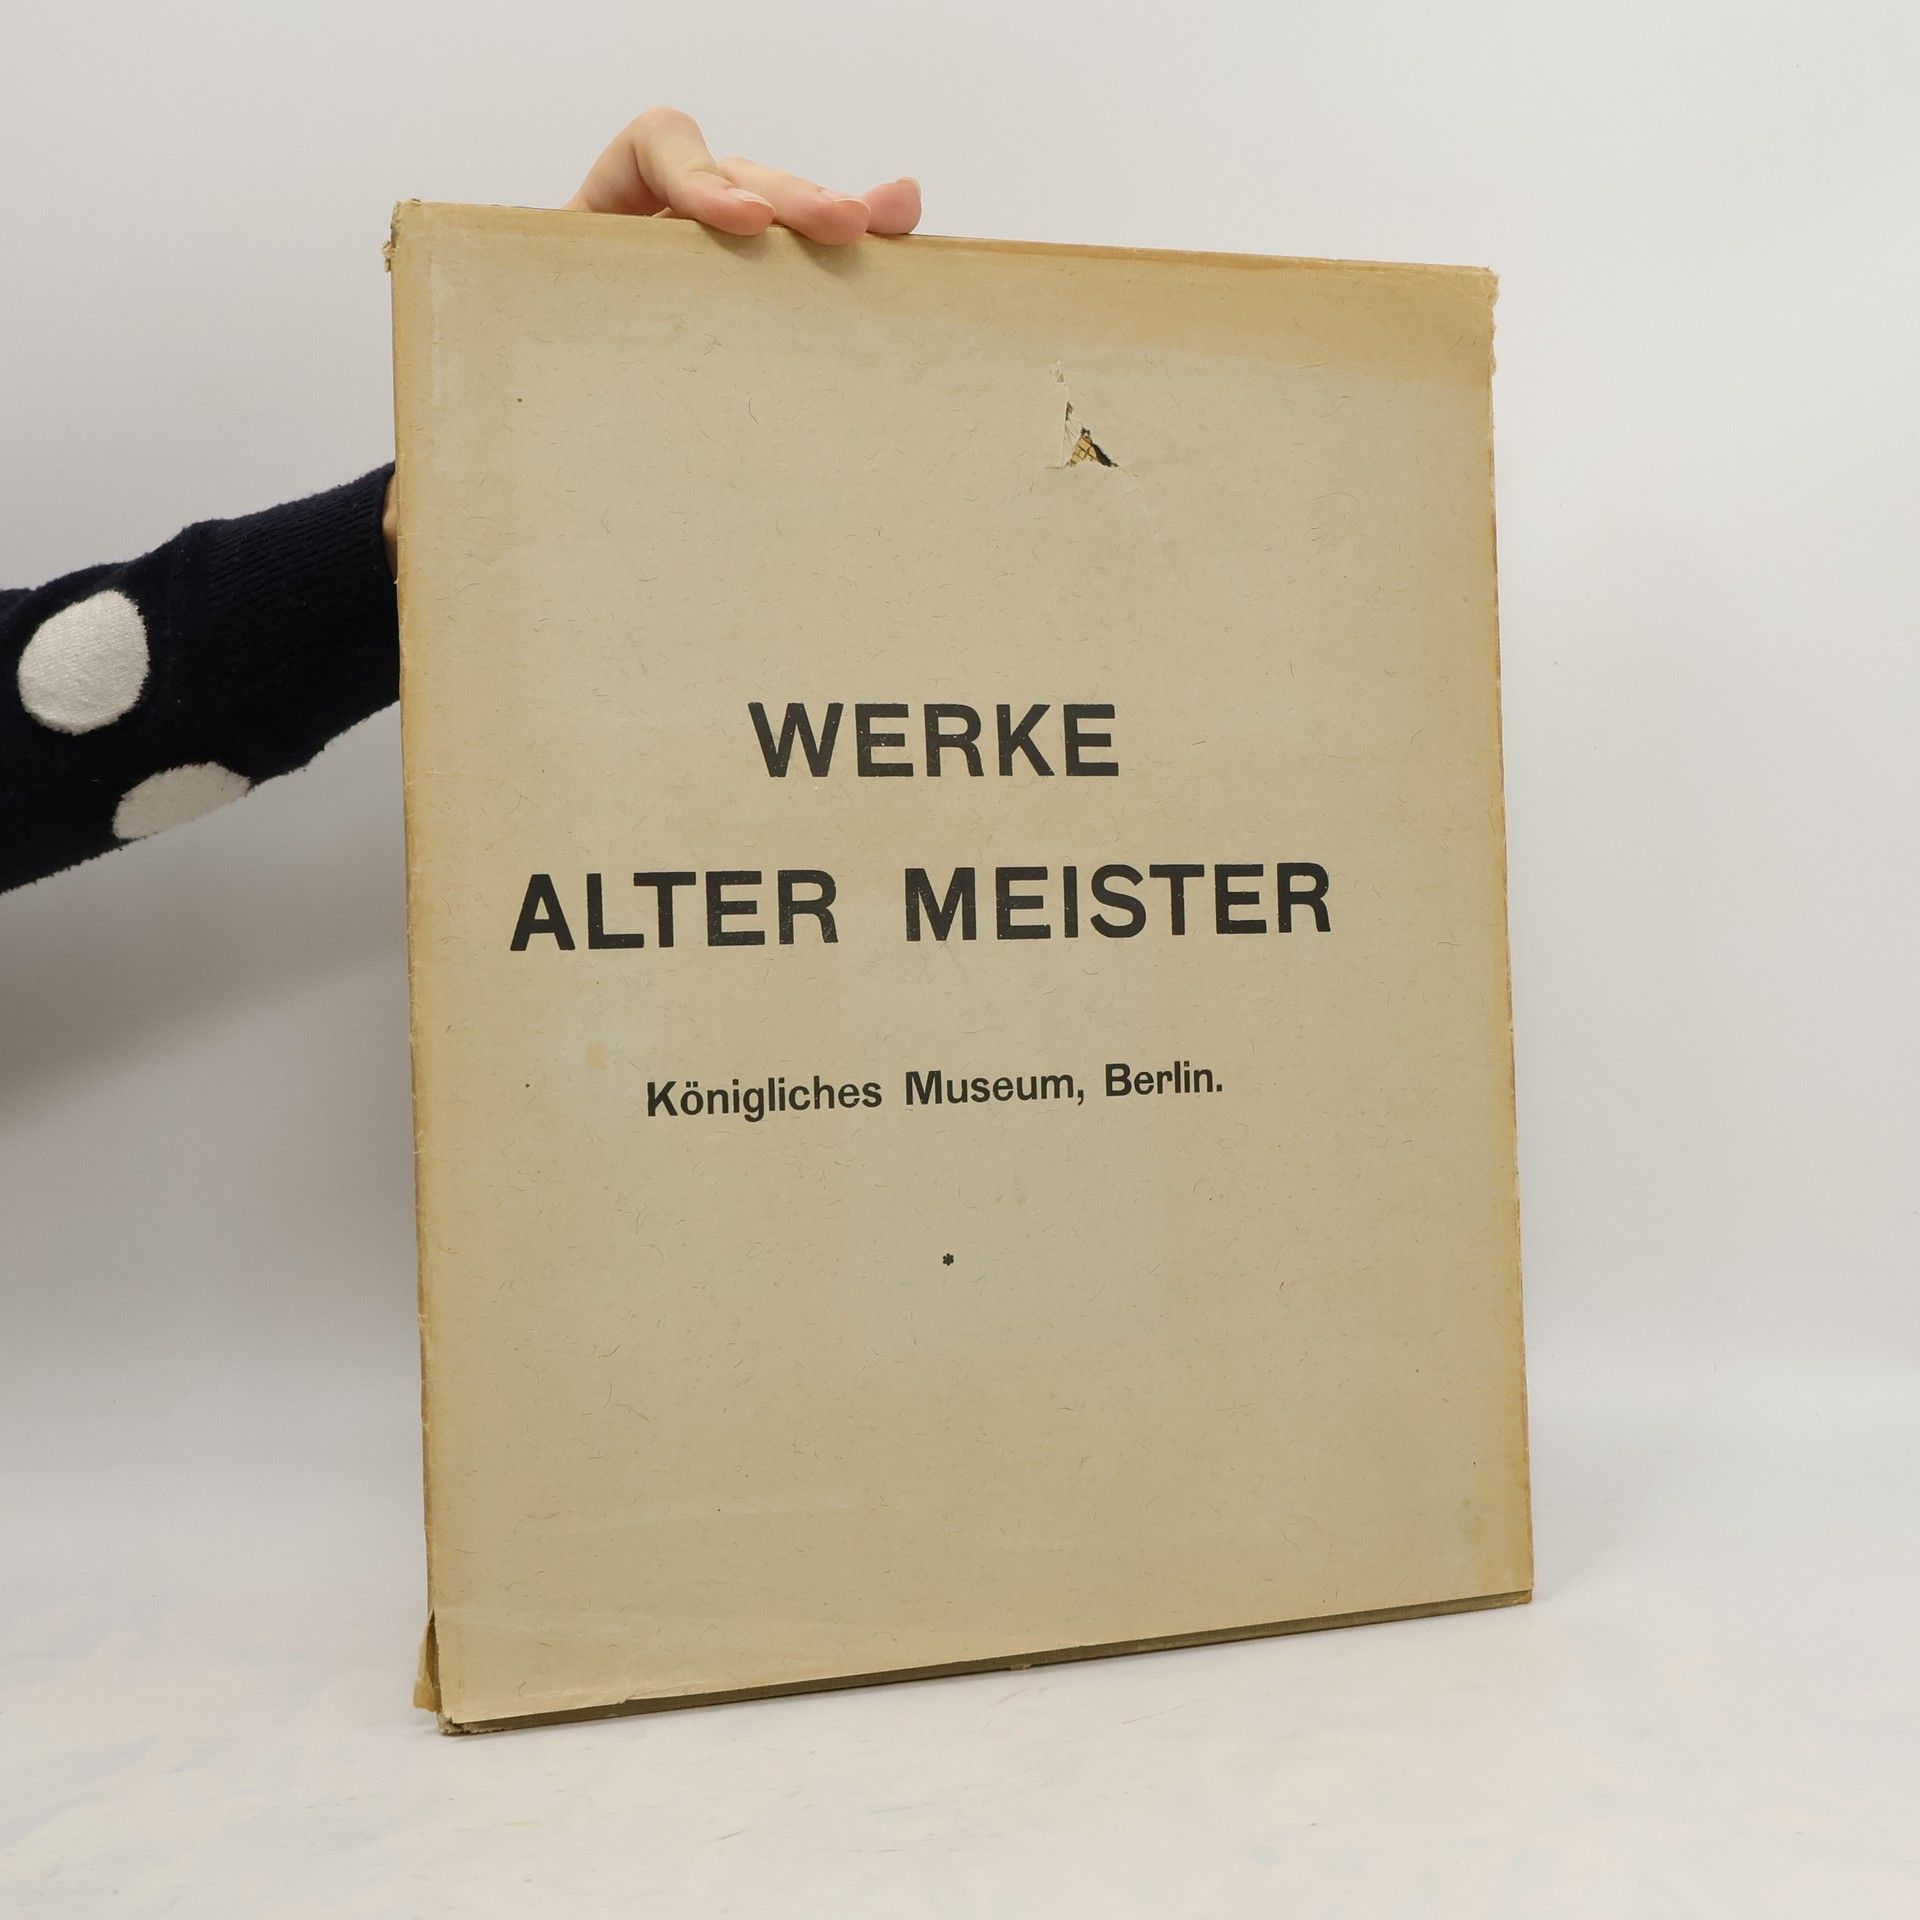 WERKE
ALTER MEISTER
Königliches Museum, Berlin.
*